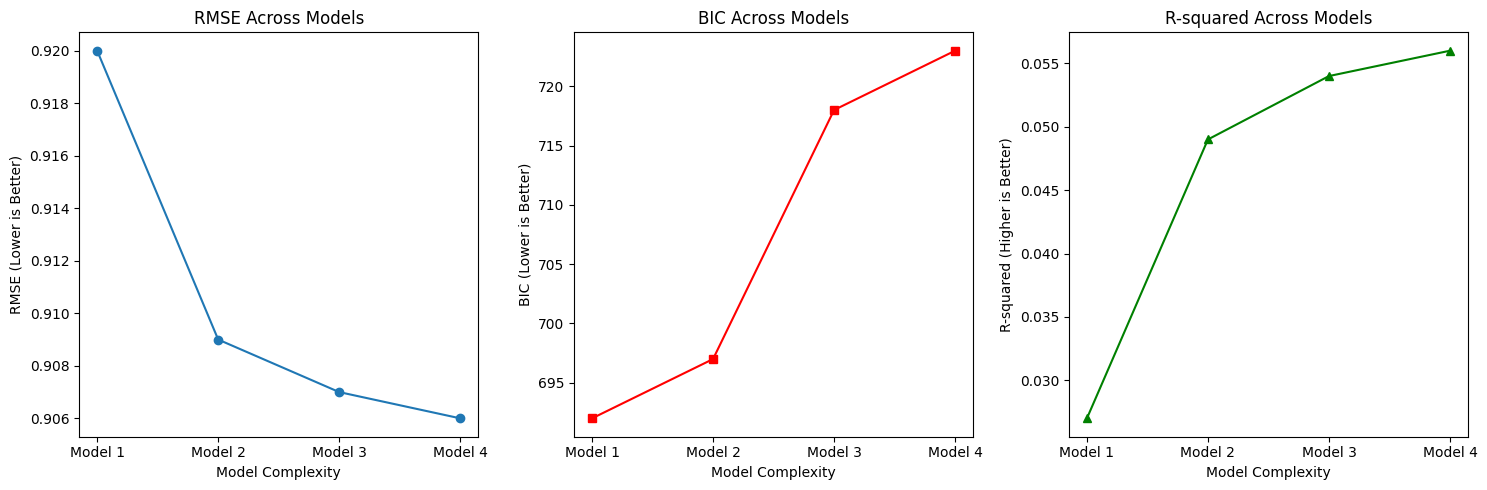 RMSE Across Models
RMSE (Lower is Better)
0.920
0.918
0.916
0.914
0.912
0.910
0.908
0.906
Model 1 Model 2 Model 3 Model 4
Model Complexity
BIC Across Models
BIC (Lower is Better)
720
715
710
705
700
695
Model 1 Model 2 Model 3 Model 4
Model Complexity
R-squared Across Models
R-squared (Higher is Better)
0.055
0.050
0.045
0.040
0.035
0.030
Model 1 Model 2 Model 3 Model 4
Model Complexity